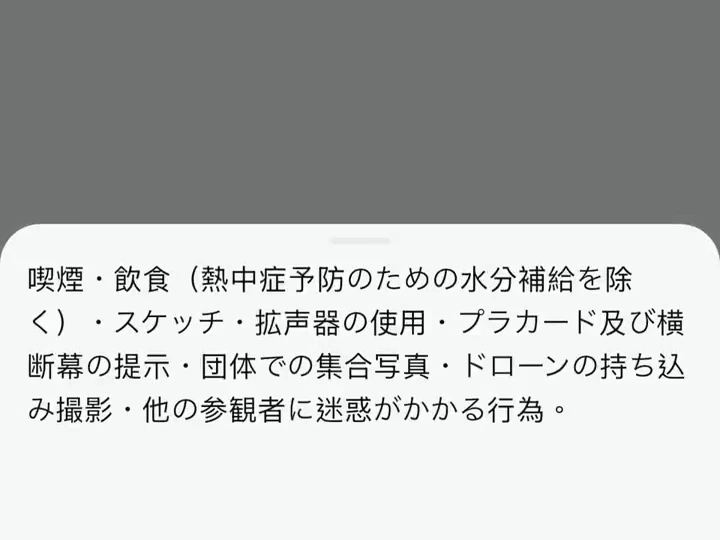 喫煙・飲食（熱中症予防のための水分補給を除
く）・スケッチ・拡声器の使用・プラカード及び横
断幕の提示・団体での集合写真・ドローンの持ち込
み撮影・他の参観者に迷惑がかかる行為。